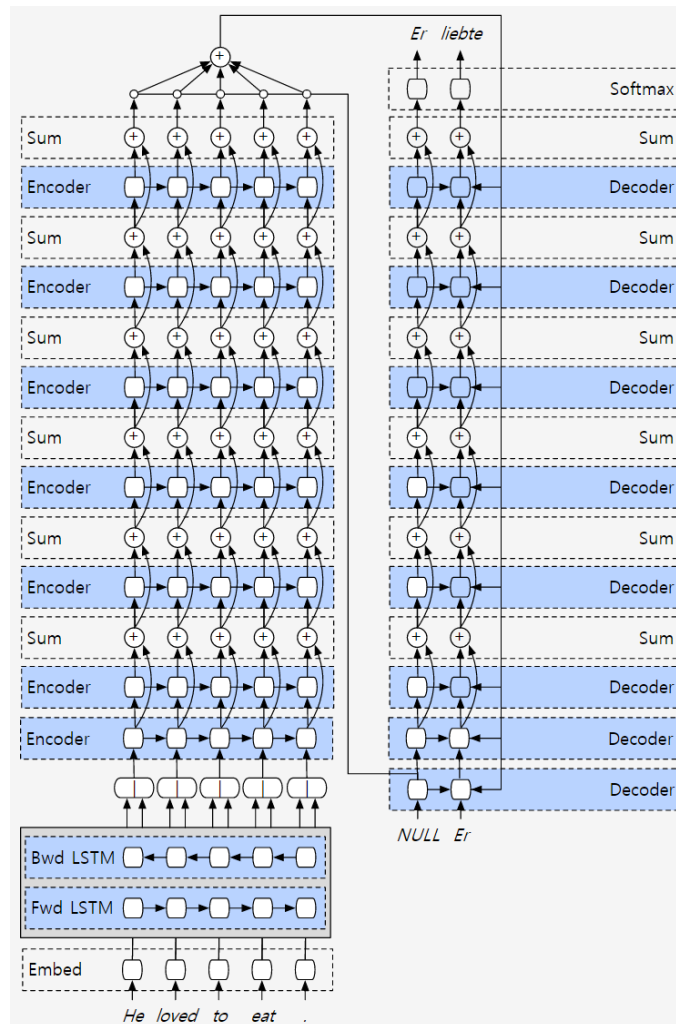 Er liebte
Softmax
Sum
Sum
Encoder
Decoder
Sum
Sum
Encoder
Decoder
Sum
Sum
Encoder
Decoder
Sum
Sum
Encoder
Decoder
Sum
Sum
Encoder
Decoder
Sum
Sum
Encoder
Decoder
Encoder
Decoder
Decoder
NULL Er
Bwd LSTM
Fwd LSTM
Embed
He loved to eat .